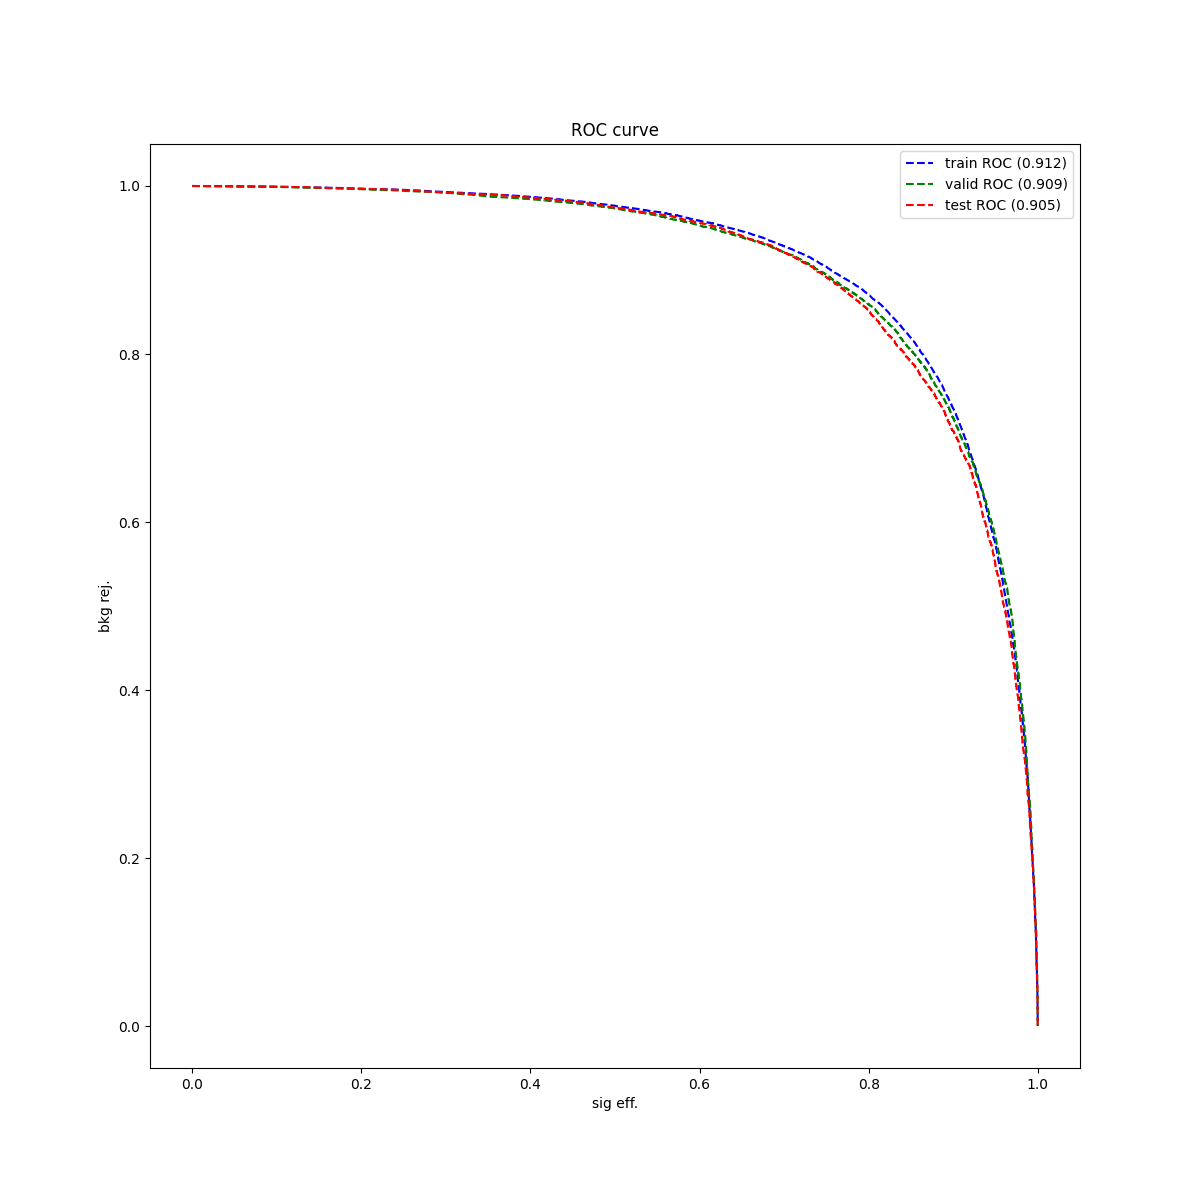 ROC curve
train ROC (0.912)
valid ROC (0.909)
test ROC (0.905)
1.0
0.8
0.6
0.4
0.2
0.0
bkg rej.
0.0 0.2 0.4 0.6 0.8 1.0
sig eff.